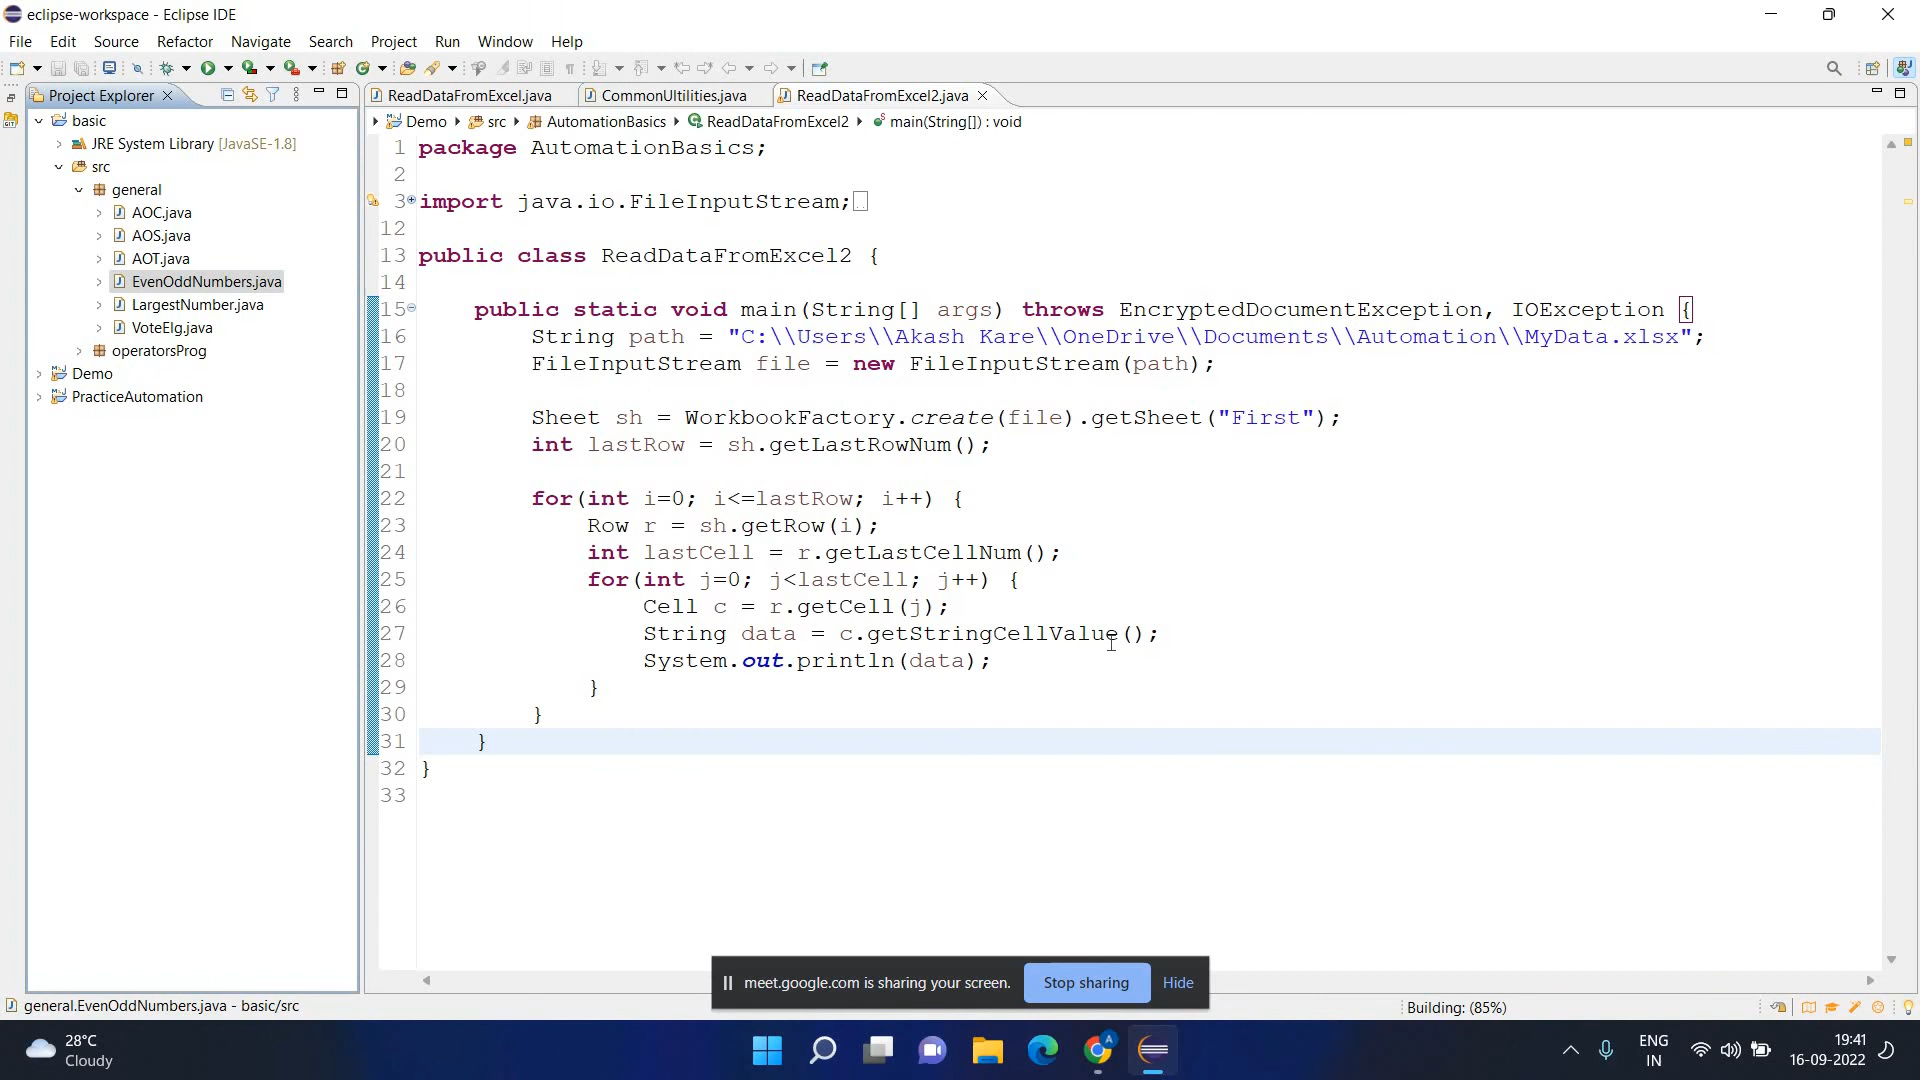 eclipse-workspace - Eclipse IDE
File Edit Source Refactor Navigate Search Project Run Window Help
Project Explorer
ReadDataFromExcel.java CommonUltilities.java ReadDataFromExcel2.java
Demo src AutomationBasics ReadDataFromExcel2 main(String[]) : void
basic
JRE System Library [JavaSE-1.8]
src
general
AOC.java
AOS.java
AOT.java
EvenOddNumbers.java
LargestNumber.java
VoteElg.java
operatorsProg
Demo
PracticeAutomation
1 package AutomationBasics;
2
3 import java.io.FileInputStream;
12
13 public class ReadDataFromExcel2 {
14
15 public static void main(String[] args) throws EncryptedDocumentException, IOException {
16 String path = "C:\\Users\\Akash Kare\\OneDrive\\Documents\\Automation\\MyData.xlsx";
17 FileInputStream file = new FileInputStream(path);
18
19 Sheet sh = WorkbookFactory.create(file).getSheet("First");
20 int lastRow = sh.getLastRowNum();
21
22 for(int i=0; i<=lastRow; i++) {
23 Row r = sh.getRow(i);
24 int lastCell = r.getLastCellNum();
25 for(int j=0; j<lastCell; j++) {
26 Cell c = r.getCell(j);
27 String data = c.getStringCellValue();
28 System.out.println(data);
29 }
30 }
31 }
32 }
33
meet.google.com is sharing your screen. Stop sharing Hide
general.EvenOddNumbers.java - basic/src
Building: (85%)
28°C
Cloudy
ENG
IN
19:41
16-09-2022